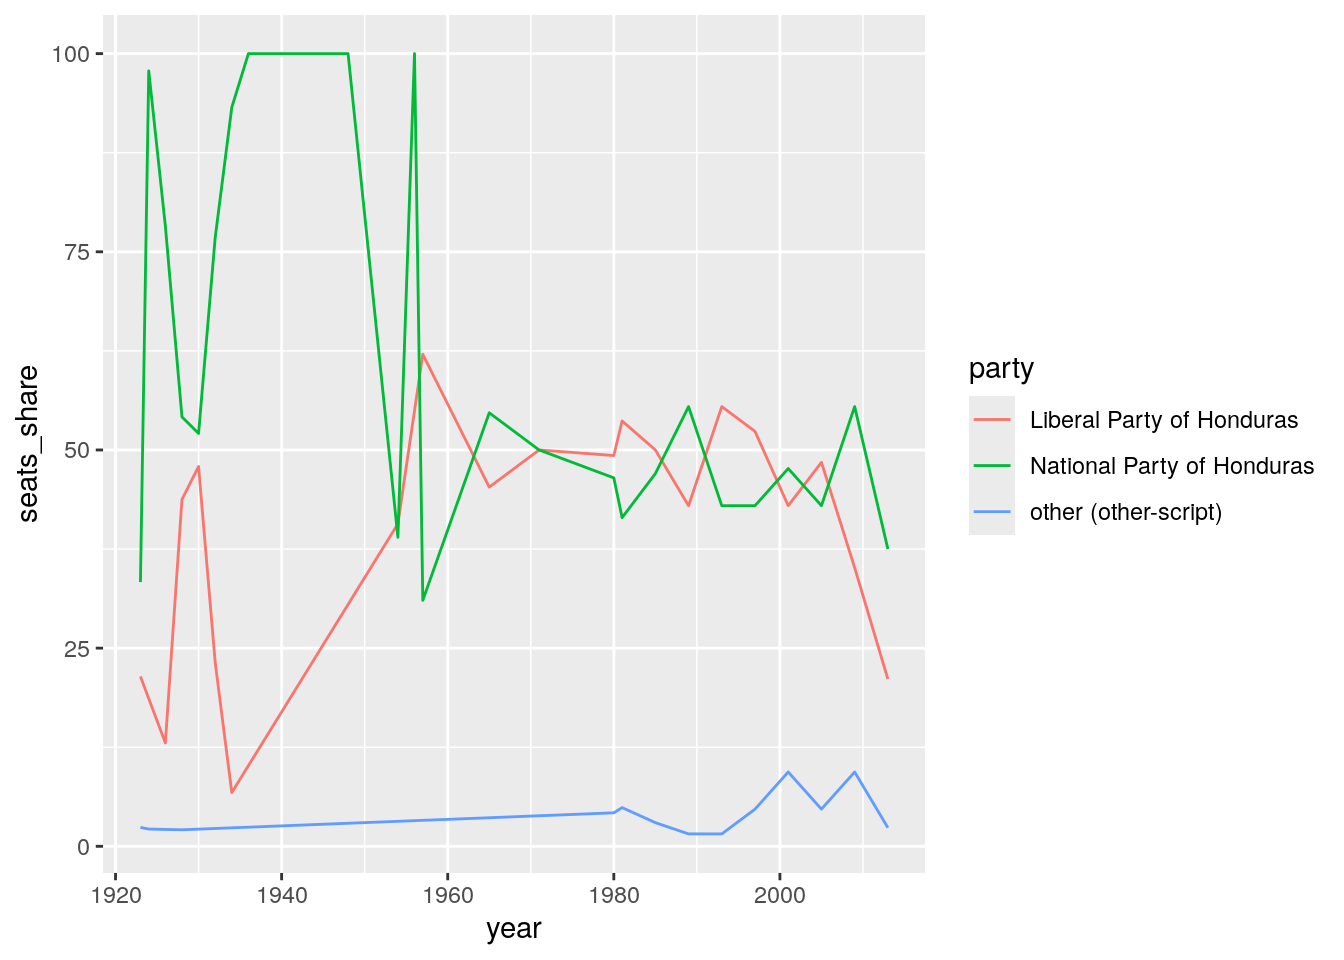 100
75
50
25
0
seats_share
1920 1940 1960 1980 2000
year
party
Liberal Party of Honduras
National Party of Honduras
other (other-script)